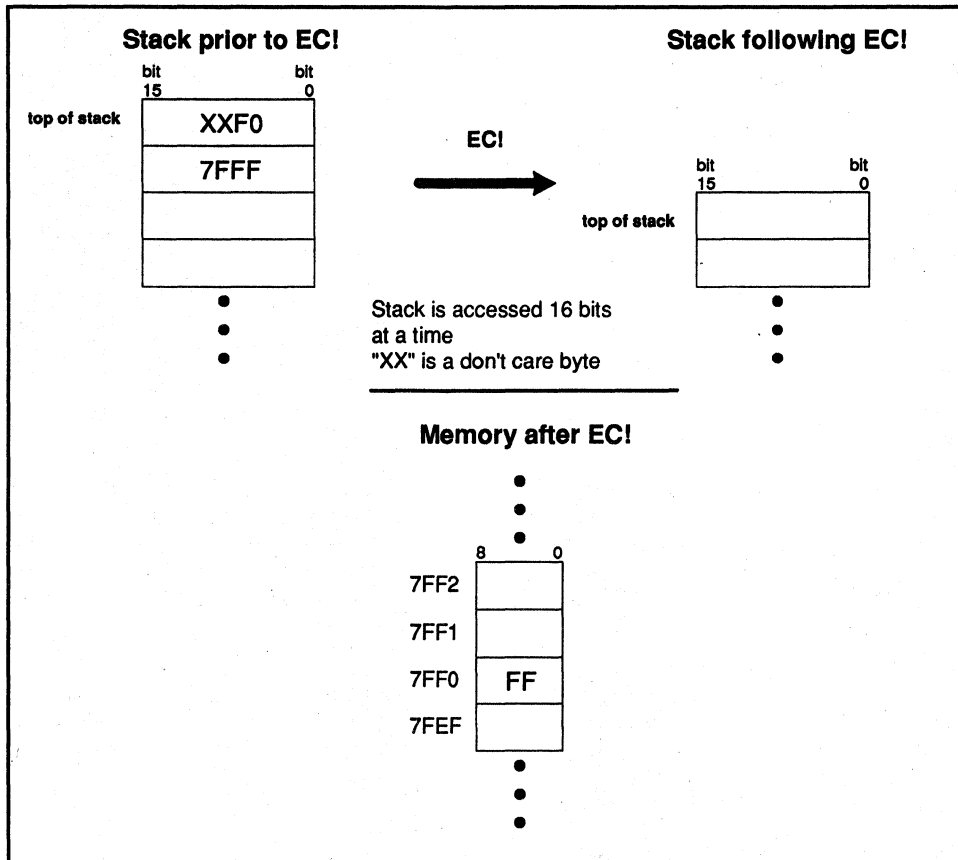 Stack prior to EC!
bit bit
15 0
top of stack
XXF0
7FFF
EC!
Stack following EC!
bit bit
15 0
top of stack
Stack is accessed 16 bits
at a time
"XX" is a don't care byte
Memory after EC!
8 0
7FF2
7FF1
7FF0 FF
7FEF